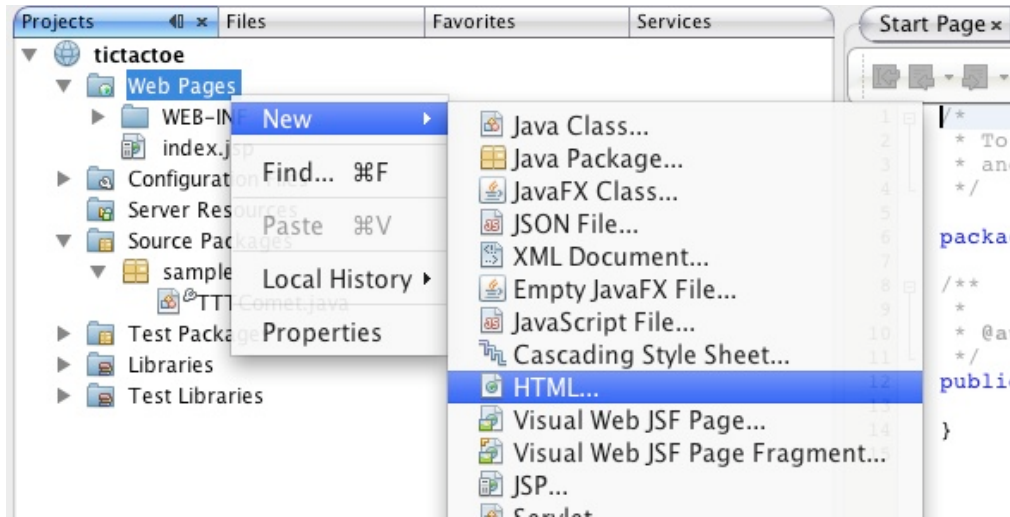 Projects
Files
Favorites
Services
Start Page
tictactoe
Web Pages
WEB-INF
index.jsp
Configuration Files
Server Resources
Source Packages
sample
TTTComet.java
Test Packages
Libraries
Test Libraries
New
Find... ⌘F
Paste ⌘V
Local History
Properties
Java Class...
Java Package...
JavaFX Class...
JSON File...
XML Document...
Empty JavaFX File...
JavaScript File...
Cascading Style Sheet...
HTML...
Visual Web JSF Page...
Visual Web JSF Page Fragment...
JSP...
Servlet
1 /*
2 * To
3 * and
4 */
5
6 packa
7
8 /**
9 *
10 * @a
11 */
12 publi
13
14 }